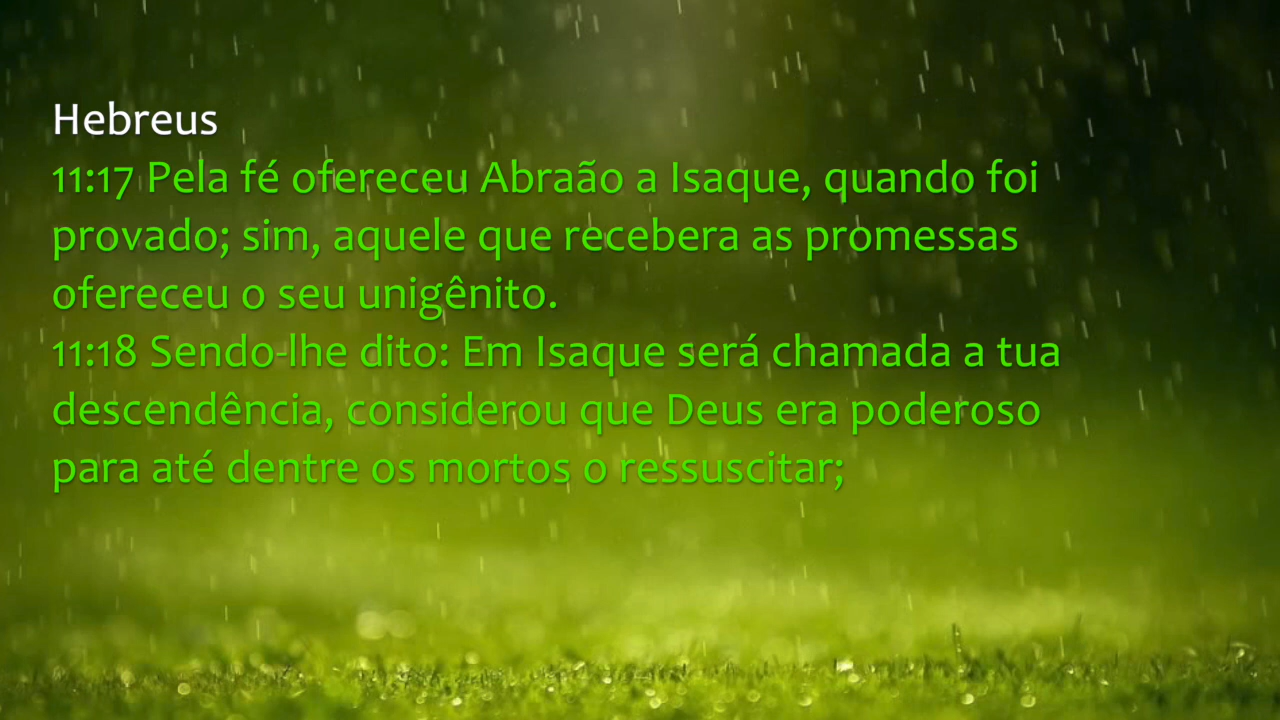 Hebreus
11:17 Pela fé ofereceu Abraão a Isaque, quando foi
provado; sim, aquele que recebera as promessas
ofereceu o seu unigênito.
11:18 Sendo-lhe dito: Em Isaque será chamada a tua
descendência, considerou que Deus era poderoso
para até dentre os mortos o ressuscitar;